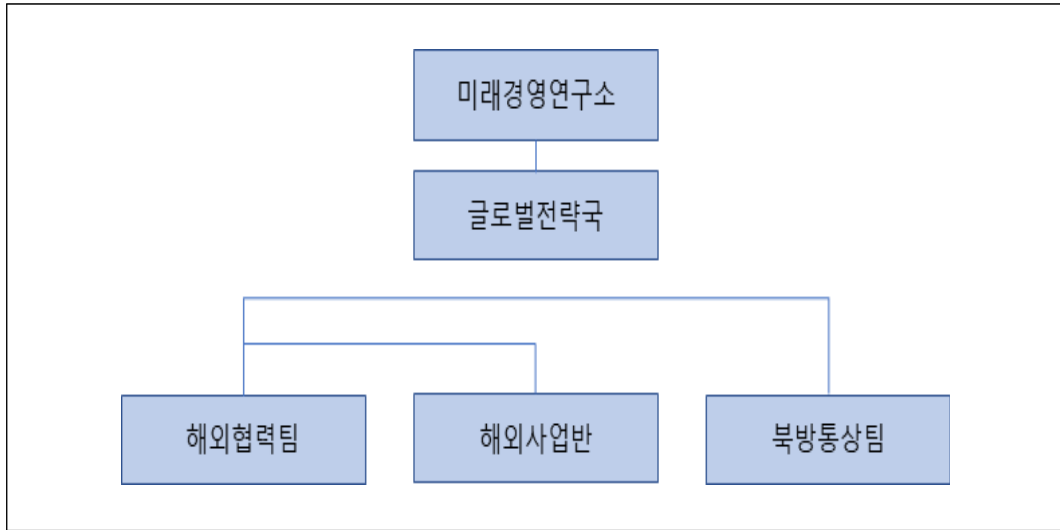 미래경영연구소
글로벌전략국
해외협력팀
해외사업반
북방통상팀